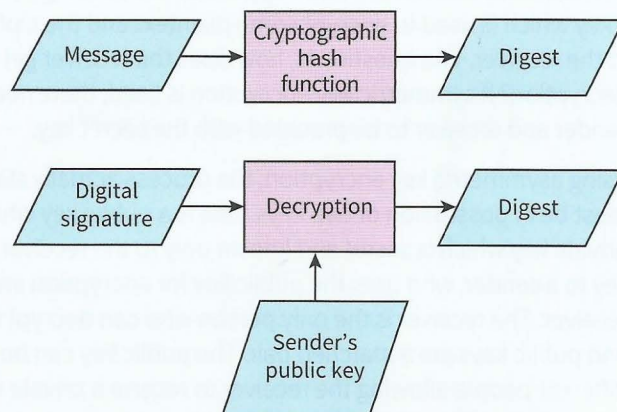 Message
Cryptographic
hash
function
Digest
Digital
signature
Decryption
Digest
Sender's
public key